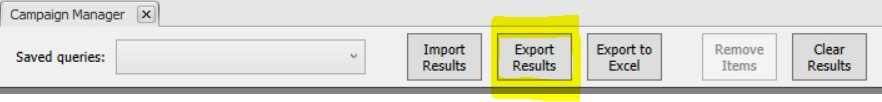 Campaign Manager
Saved queries:
Import
Results
Export
Results
Export to
Excel
Remove
Items
Clear
Results